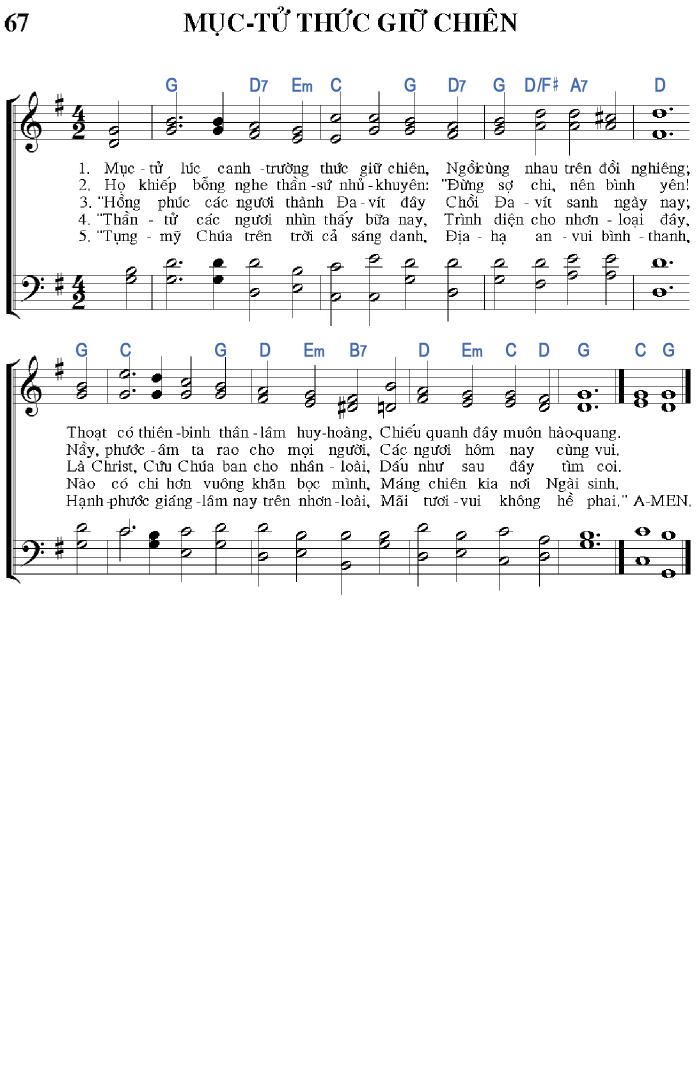 67 MỤC-TỬ THỨC GIỮ CHIÊN
G D7 Em C G D7 G D/F# A7 D
1. Mục - tử lúc canh - trường thức giữ chiên, Ngồi cùng nhau trên đồi nghiêng;
2. Họ khiếp bỗng nghe thần - sứ nhủ - khuyên: "Đừng sợ chi, nên bình yên!
3. "Hồng phúc các ngươi thành Đa - vít đây Chồi Đa - vít sanh ngày nay;
4. "Thần - tử các ngươi nhìn thấy bữa nay, Trình diện cho nhơn - loại đây,
5. "Tụng - mỹ Chúa trên trời cả sáng danh, Địa - hạ an - vui bình - thanh,
G C G D Em B7 D Em C D G C G
Thoạt có thiên - binh thần - lâm huy - hoàng, Chiếu quanh đây muôn hào - quang.
Nầy, phước - âm ta rao cho mọi người, Các ngươi hôm nay cùng vui.
Là Christ, Cứu Chúa ban cho nhân - loài, Dấu như sau đây tìm coi.
Nào có chi hơn vuông khăn bọc mình, Máng chiên kia nơi Ngài sinh.
Hạnh - phước giáng - lâm nay trên nhơn - loài, Mãi tươi - vui không hề phai." A-MEN.